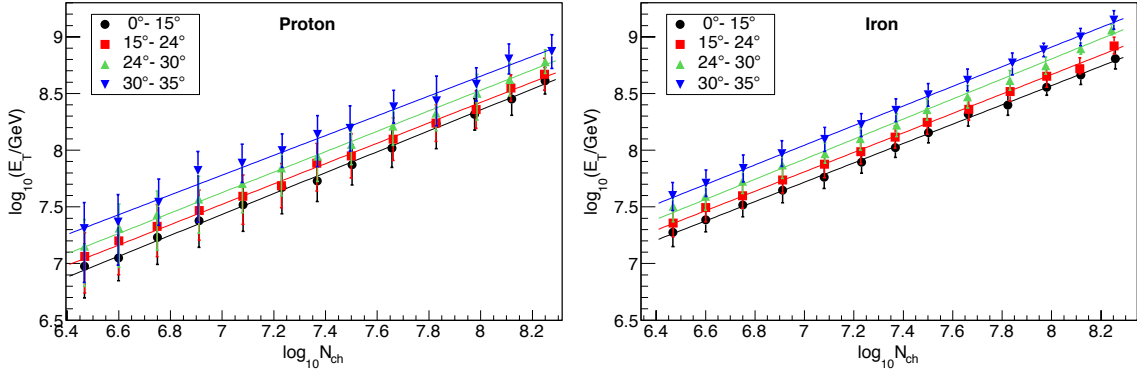 Proton
0°- 15°
15°- 24°
24°- 30°
30°- 35°
log10(E_T/GeV)
9
8.5
8
7.5
7
6.5
6.4 6.6 6.8 7 7.2 7.4 7.6 7.8 8 8.2
log10N_ch
Iron
0°- 15°
15°- 24°
24°- 30°
30°- 35°
log10(E_T/GeV)
9
8.5
8
7.5
7
6.5
6.4 6.6 6.8 7 7.2 7.4 7.6 7.8 8 8.2
log10N_ch